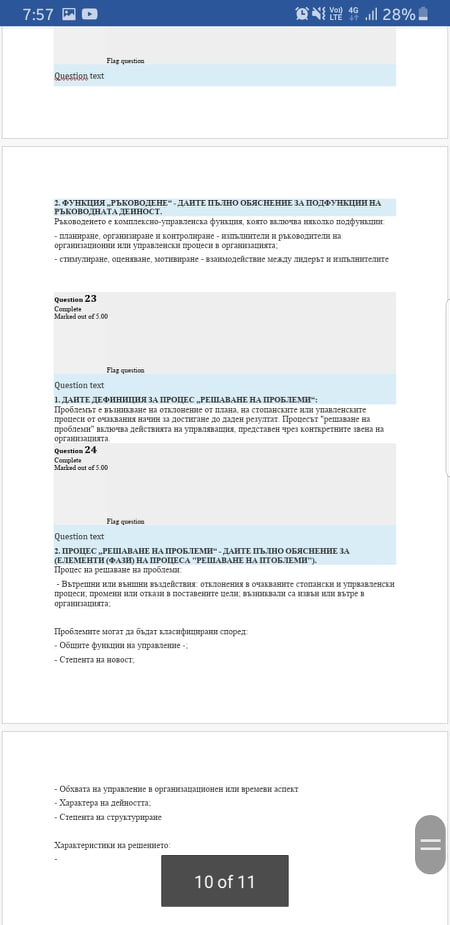 7:57
Vo))
LTE
4G
28%
Flag question
Question text
2. ФУНКЦИЯ „РЪКОВОДЕНЕ“ - ДАЙТЕ ПЪЛНО ОБЯСНЕНИЕ ЗА ПОДФУНКЦИИ НА
РЪКОВОДНАТА ДЕЙНОСТ.
Ръководенето е комплексно-управленска функция, която включва няколко подфункции:
- планиране, организиране и контролиране - изпълнители и ръководители на
организационни или управленски процеси в организацията;
- стимулиране, оценяване, мотивиране - взаимодействие между лидерът и изпълнителите
Question 23
Complete
Marked out of 5.00
Flag question
Question text
1. ДАЙТЕ ДЕФИНИЦИЯ ЗА ПРОЦЕС „РЕШАВАНЕ НА ПРОБЛЕМИ“:
Проблемът е възникване на отклонение от плана, на стопанските или упавленските
процеси от очаквания начин за достигане до даден резултат. Процесът "решаване на
проблеми" включва действията на упрвляващия, представен чрез конткретните звена на
организацията.
Question 24
Complete
Marked out of 5.00
Flag question
Question text
2. ПРОЦЕС „РЕШАВАНЕ НА ПРОБЛЕМИ“ - ДАЙТЕ ПЪЛНО ОБЯСНЕНИЕ ЗА
(ЕЛЕМЕНТИ (ФАЗИ) НА ПРОЦЕСА "РЕШАВАНЕ НА ПТОБЛЕМИ").
Процес на решаване на проблеми:
- Вътрешни или външни въздействия: отклонения в очакваните стопански и упрвавленски
процеси; промени или откази в поставените цели; възниквали са извън или вътре в
организацията;
Проблемите могат да бъдат класифицирани според:
- Общите функции на управление -;
- Степента на новост;
- Обхвата на управление в организацационен или времеви аспект
- Характера на дейността;
- Степента на структуриране
Характеристики на решението:
-
10 of 11